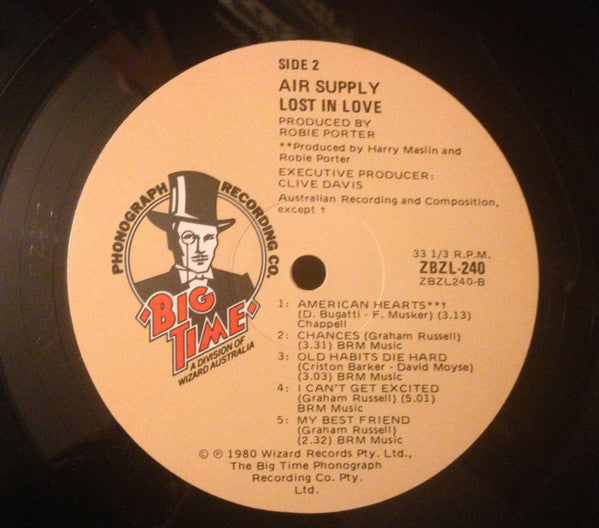 SIDE 2
AIR SUPPLY
LOST IN LOVE
PRODUCED BY
ROBIE PORTER
**Produced by Harry Maslin and
Robie Porter
EXECUTIVE PRODUCER:
CLIVE DAVIS
Australian Recording and Composition,
except †
PHONOGRAPH RECORDING CO.
'BIG
TIME'
A DIVISION OF
WIZARD AUSTRALIA
33 1/3 R.P.M.
ZBZL-240
ZBZL240-B
1: AMERICAN HEARTS**†
(D. Bugatti - F. Musker) (3.13)
Chappell
2: CHANCES (Graham Russell)
(3.31) BRM Music
3: OLD HABITS DIE HARD
(Criston Barker - David Moyse)
(3.03) BRM Music
4: I CAN'T GET EXCITED
(Graham Russell) (5.01)
BRM Music
5: MY BEST FRIEND
(Graham Russell)
(2.32) BRM Music
© ℗ 1980 Wizard Records Pty. Ltd.,
The Big Time Phonograph
Recording Co. Pty.
Ltd.